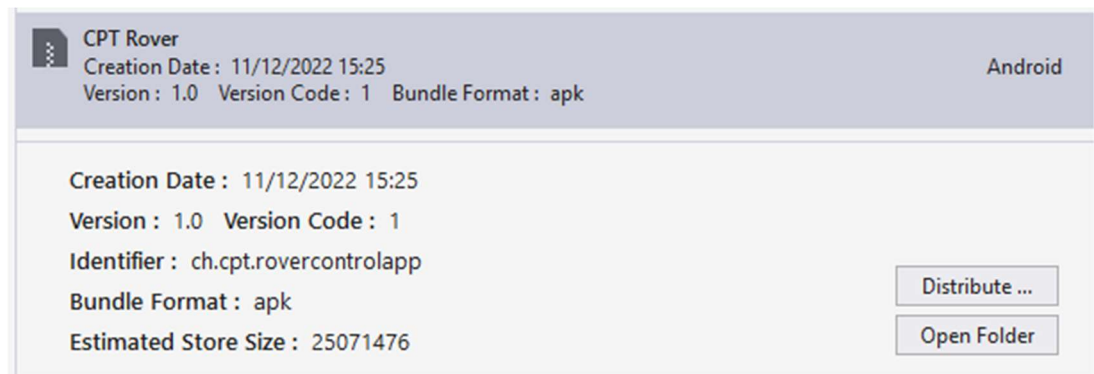 CPT Rover
Creation Date : 11/12/2022 15:25
Android
Version : 1.0 Version Code : 1 Bundle Format : apk
Creation Date : 11/12/2022 15:25
Version : 1.0 Version Code : 1
Identifier : ch.cpt.rovercontrolapp
Bundle Format : apk
Distribute ...
Estimated Store Size : 25071476
Open Folder